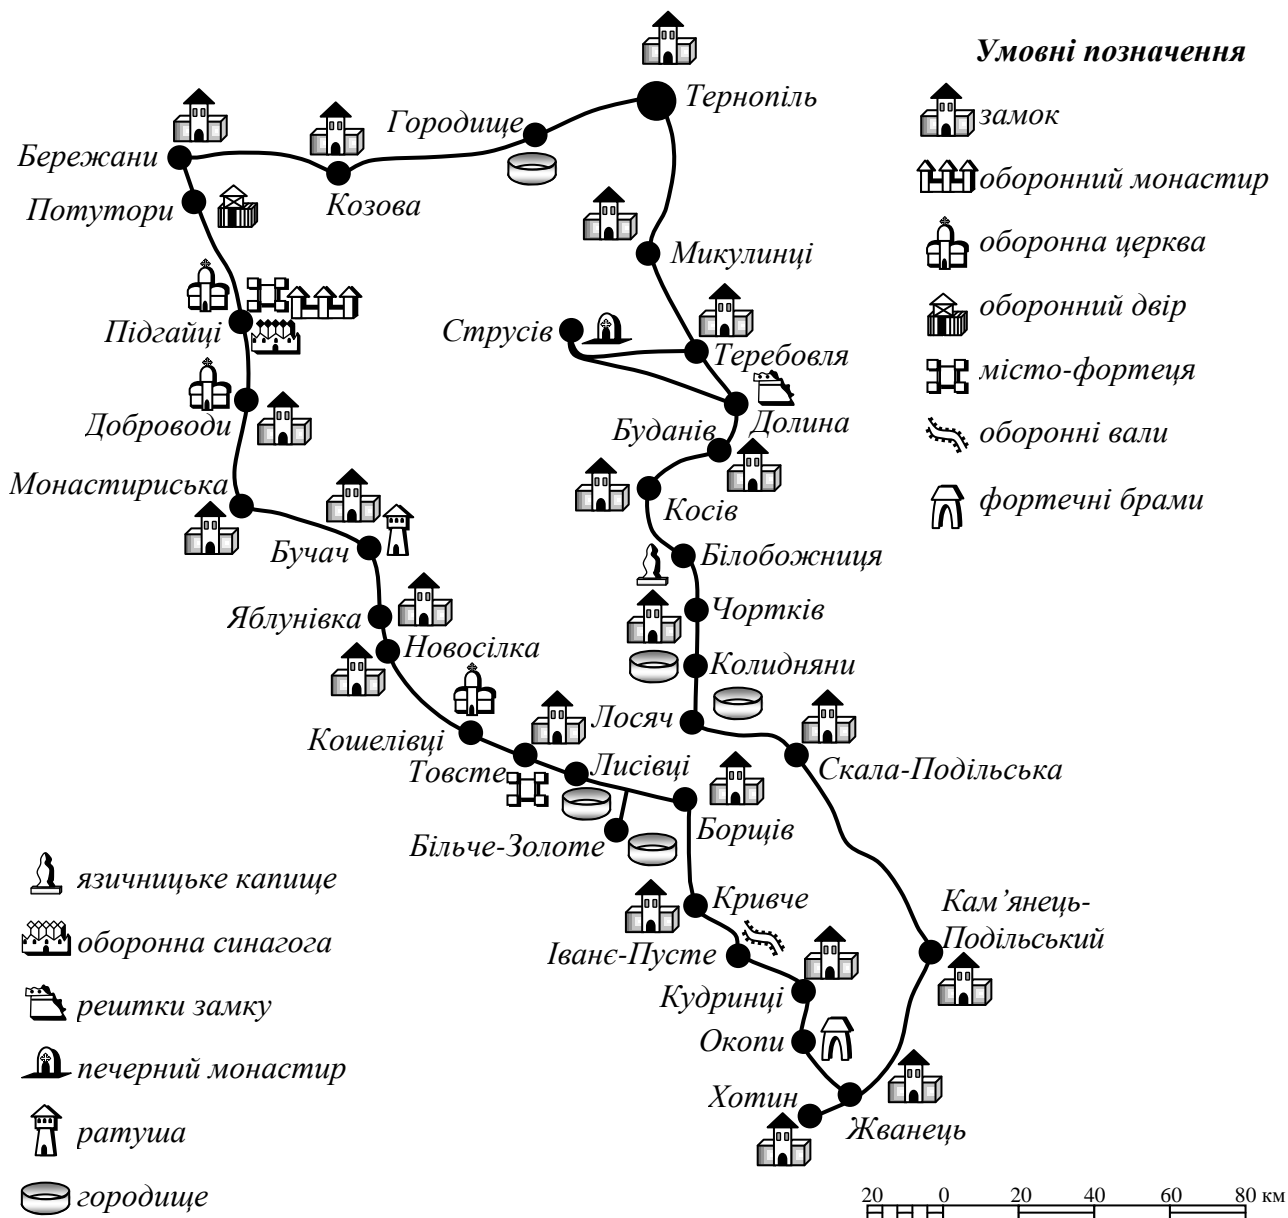 Умовні позначення
замок
оборонний монастир
оборонна церква
оборонний двір
місто-фортеця
оборонні вали
фортечні брами
Тернопіль
Городище
Бережани
Козова
Потутори
Микулинці
Підгайці
Струсів
Теребовля
Доброводи
Долина
Буданів
Монастириська
Косів
Бучач
Білобожниця
Яблунівка
Чортків
Новосілка
Колидняни
Лосяч
Кошелівці
Скала-Подільська
Товсте
Лисівці
Борщів
Більче-Золоте
Кривче
Кам’янець-
Подільський
Іванє-Пусте
Кудринці
Окопи
Хотин
Жванець
язичницьке капище
оборонна синагога
рештки замку
печерний монастир
ратуша
городище
20 0 20 40 60 80 км